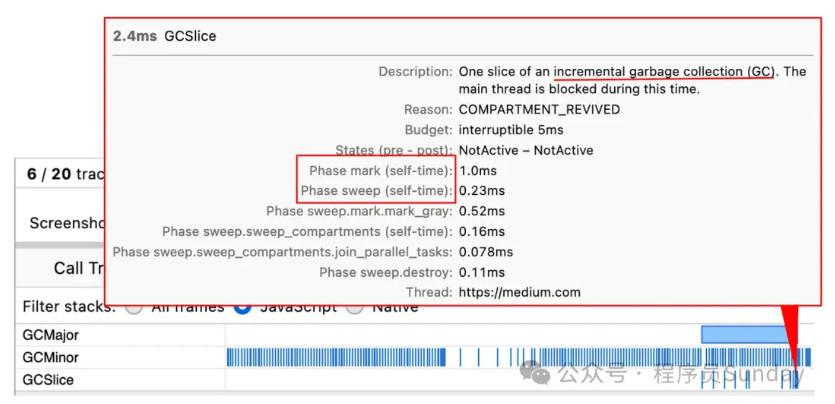 2.4ms GCSlice
Description: One slice of an incremental garbage collection (GC). The
main thread is blocked during this time.
Reason: COMPARTMENT_REVIVED
Budget: interruptible 5ms
States (pre - post): NotActive – NotActive
Phase mark (self-time): 1.0ms
Phase sweep (self-time): 0.23ms
Phase sweep.mark.mark_gray: 0.52ms
Phase sweep.sweep_compartments (self-time): 0.16ms
Phase sweep.sweep_compartments.join_parallel_tasks: 0.078ms
Phase sweep.destroy: 0.11ms
Thread: https://medium.com
6 / 20 trac
Screensho
Call Tr
Filter stacks: All frames JavaScript Native
GCMajor
GCMinor
GCSlice
公众号 · 程序员Sunday